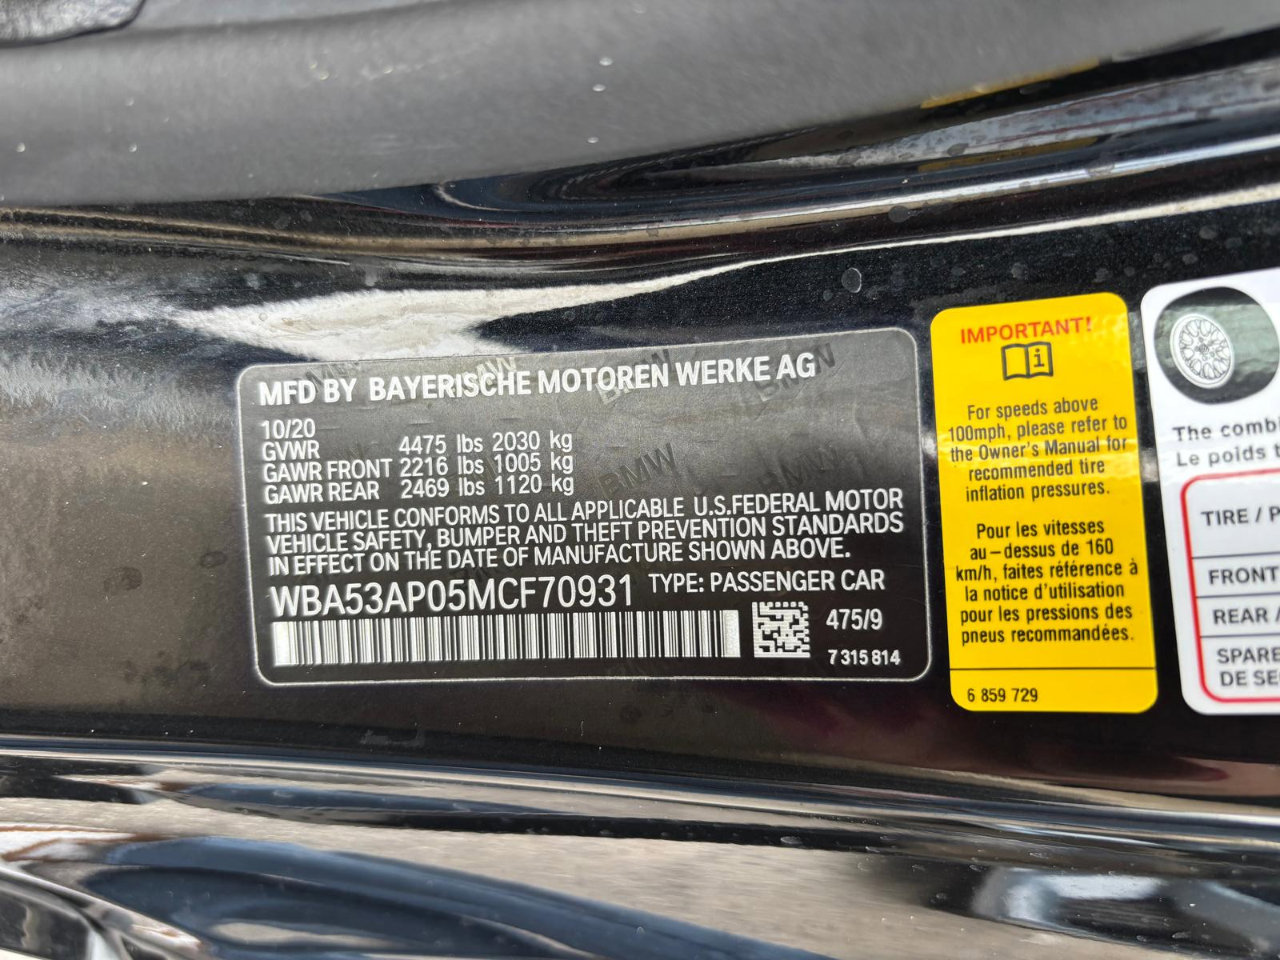 MFD BY BAYERISCHE MOTOREN WERKE AG
10/20
GVWR 4475 lbs 2030 kg
GAWR FRONT 2216 lbs 1005 kg
GAWR REAR 2469 lbs 1120 kg
THIS VEHICLE CONFORMS TO ALL APPLICABLE U.S.FEDERAL MOTOR
VEHICLE SAFETY, BUMPER AND THEFT PREVENTION STANDARDS
IN EFFECT ON THE DATE OF MANUFACTURE SHOWN ABOVE.
WBA53AP05MCF70931 TYPE: PASSENGER CAR
475/9
7 315 814
BMW
BMW
BMW
BMW
BMW
IMPORTANT!
i
For speeds above
100mph, please refer to
the Owner's Manual for
recommended tire
inflation pressures.
Pour les vitesses
au-dessus de 160
km/h, faites référence à
la notice d'utilisation
pour les pressions des
pneus recommandées.
6 859 729
The combi
Le poids t
TIRE / P
FRONT
REAR /
SPARE
DE SE